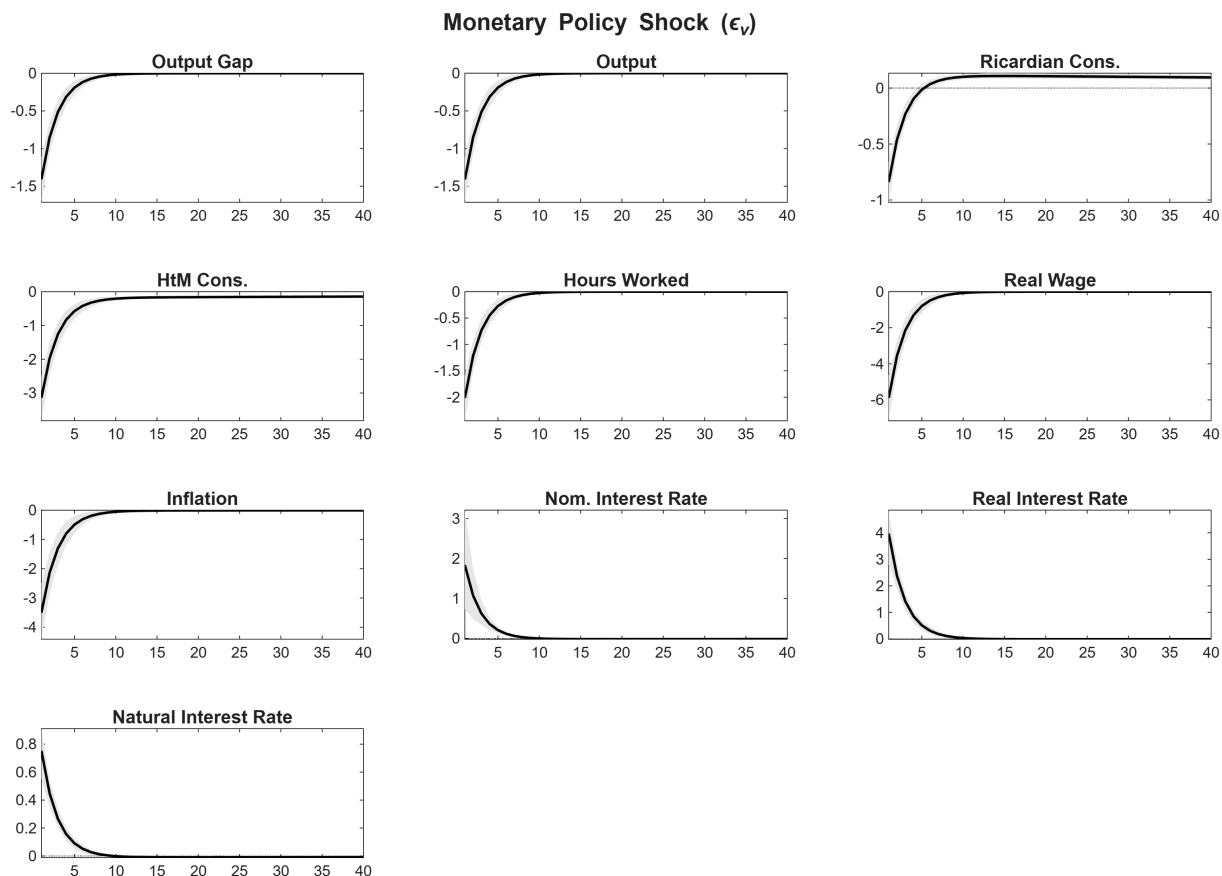 Monetary Policy Shock (ϵv)
Output Gap
0
-0.5
-1
-1.5
5 10 15 20 25 30 35 40
Output
0
-0.5
-1
-1.5
5 10 15 20 25 30 35 40
Ricardian Cons.
0
-0.5
-1
5 10 15 20 25 30 35 40
HtM Cons.
0
-1
-2
-3
5 10 15 20 25 30 35 40
Hours Worked
0
-0.5
-1
-1.5
-2
5 10 15 20 25 30 35 40
Real Wage
0
-2
-4
-6
5 10 15 20 25 30 35 40
Inflation
0
-1
-2
-3
-4
5 10 15 20 25 30 35 40
Nom. Interest Rate
3
2
1
0
5 10 15 20 25 30 35 40
Real Interest Rate
4
3
2
1
0
5 10 15 20 25 30 35 40
Natural Interest Rate
0.8
0.6
0.4
0.2
0
5 10 15 20 25 30 35 40